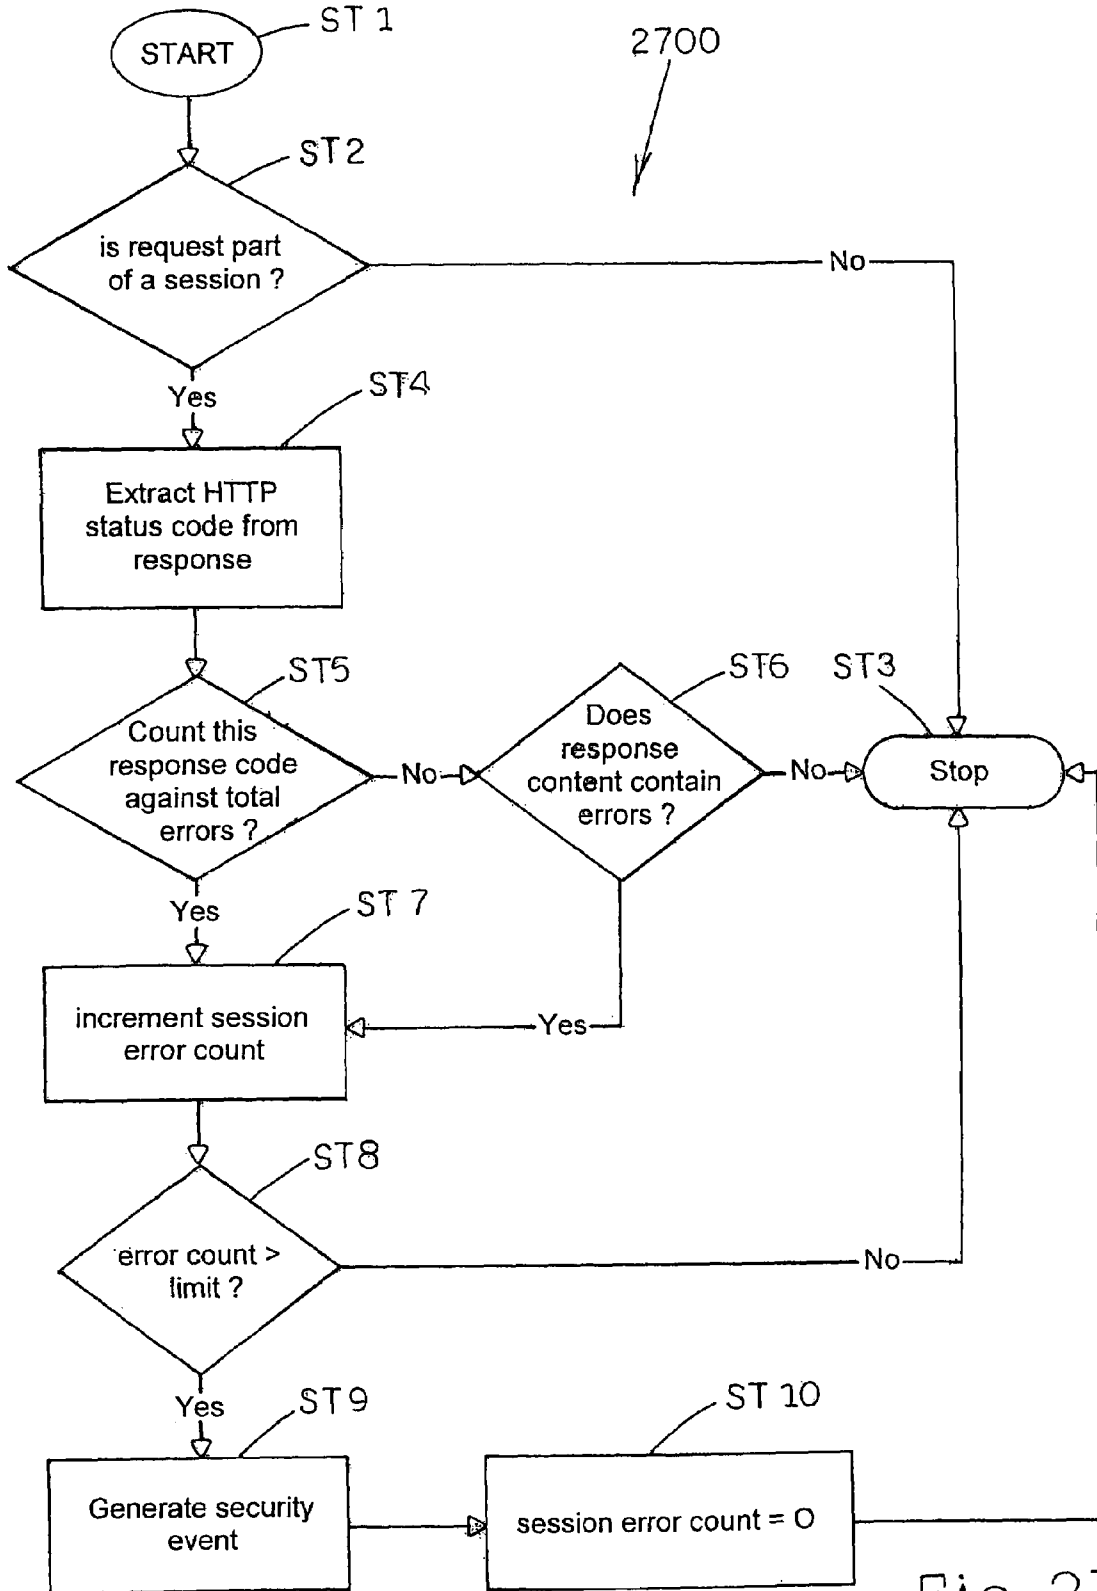 ST 1
START
2700
ST2
is request part
of a session ?
No
Yes
ST4
Extract HTTP
status code from
response
ST5
ST6
ST3
Count this
response code
against total
errors ?
No
Does
response
content contain
errors ?
No
Stop
Yes
ST 7
increment session
error count
Yes
ST8
error count >
limit ?
No
Yes
ST9
ST 10
Generate security
event
session error count = 0